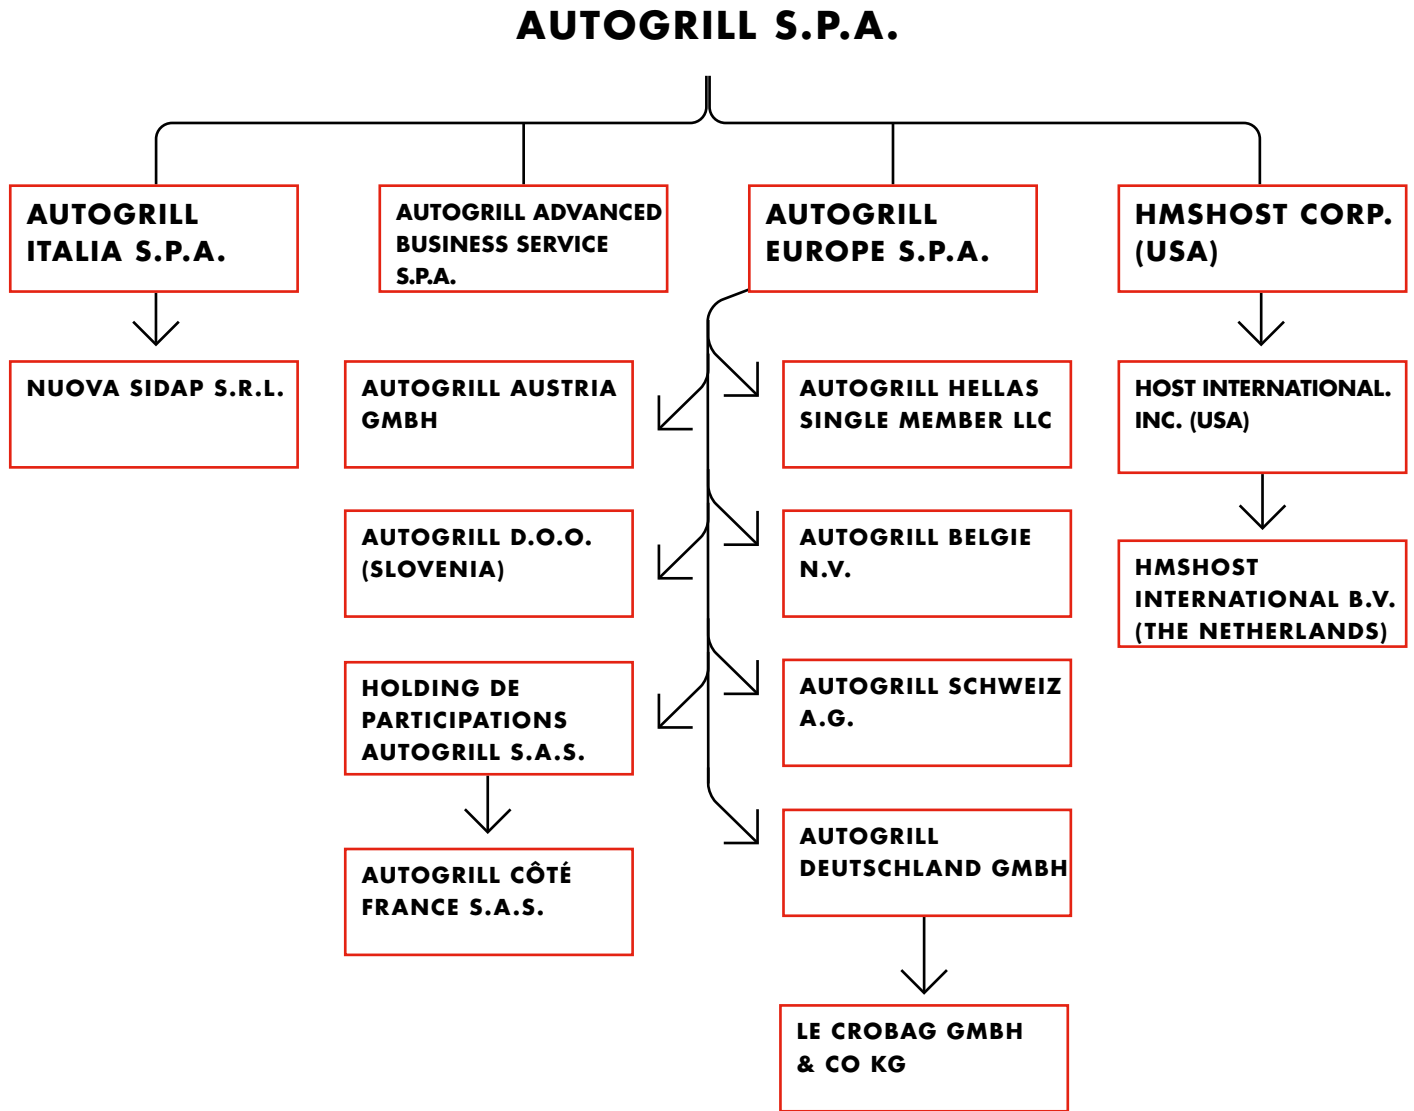 AUTOGRILL S.P.A.
AUTOGRILL
ITALIA S.P.A.
AUTOGRILL ADVANCED
BUSINESS SERVICE
S.P.A.
AUTOGRILL
EUROPE S.P.A.
HMSHOST CORP.
(USA)
NUOVA SIDAP S.R.L.
AUTOGRILL AUSTRIA
GMBH
AUTOGRILL HELLAS
SINGLE MEMBER LLC
HOST INTERNATIONAL.
INC. (USA)
AUTOGRILL D.O.O.
(SLOVENIA)
AUTOGRILL BELGIE
N.V.
HMSHOST
INTERNATIONAL B.V.
(THE NETHERLANDS)
HOLDING DE
PARTICIPATIONS
AUTOGRILL S.A.S.
AUTOGRILL SCHWEIZ
A.G.
AUTOGRILL
DEUTSCHLAND GMBH
AUTOGRILL CÔTÉ
FRANCE S.A.S.
LE CROBAG GMBH
& CO KG